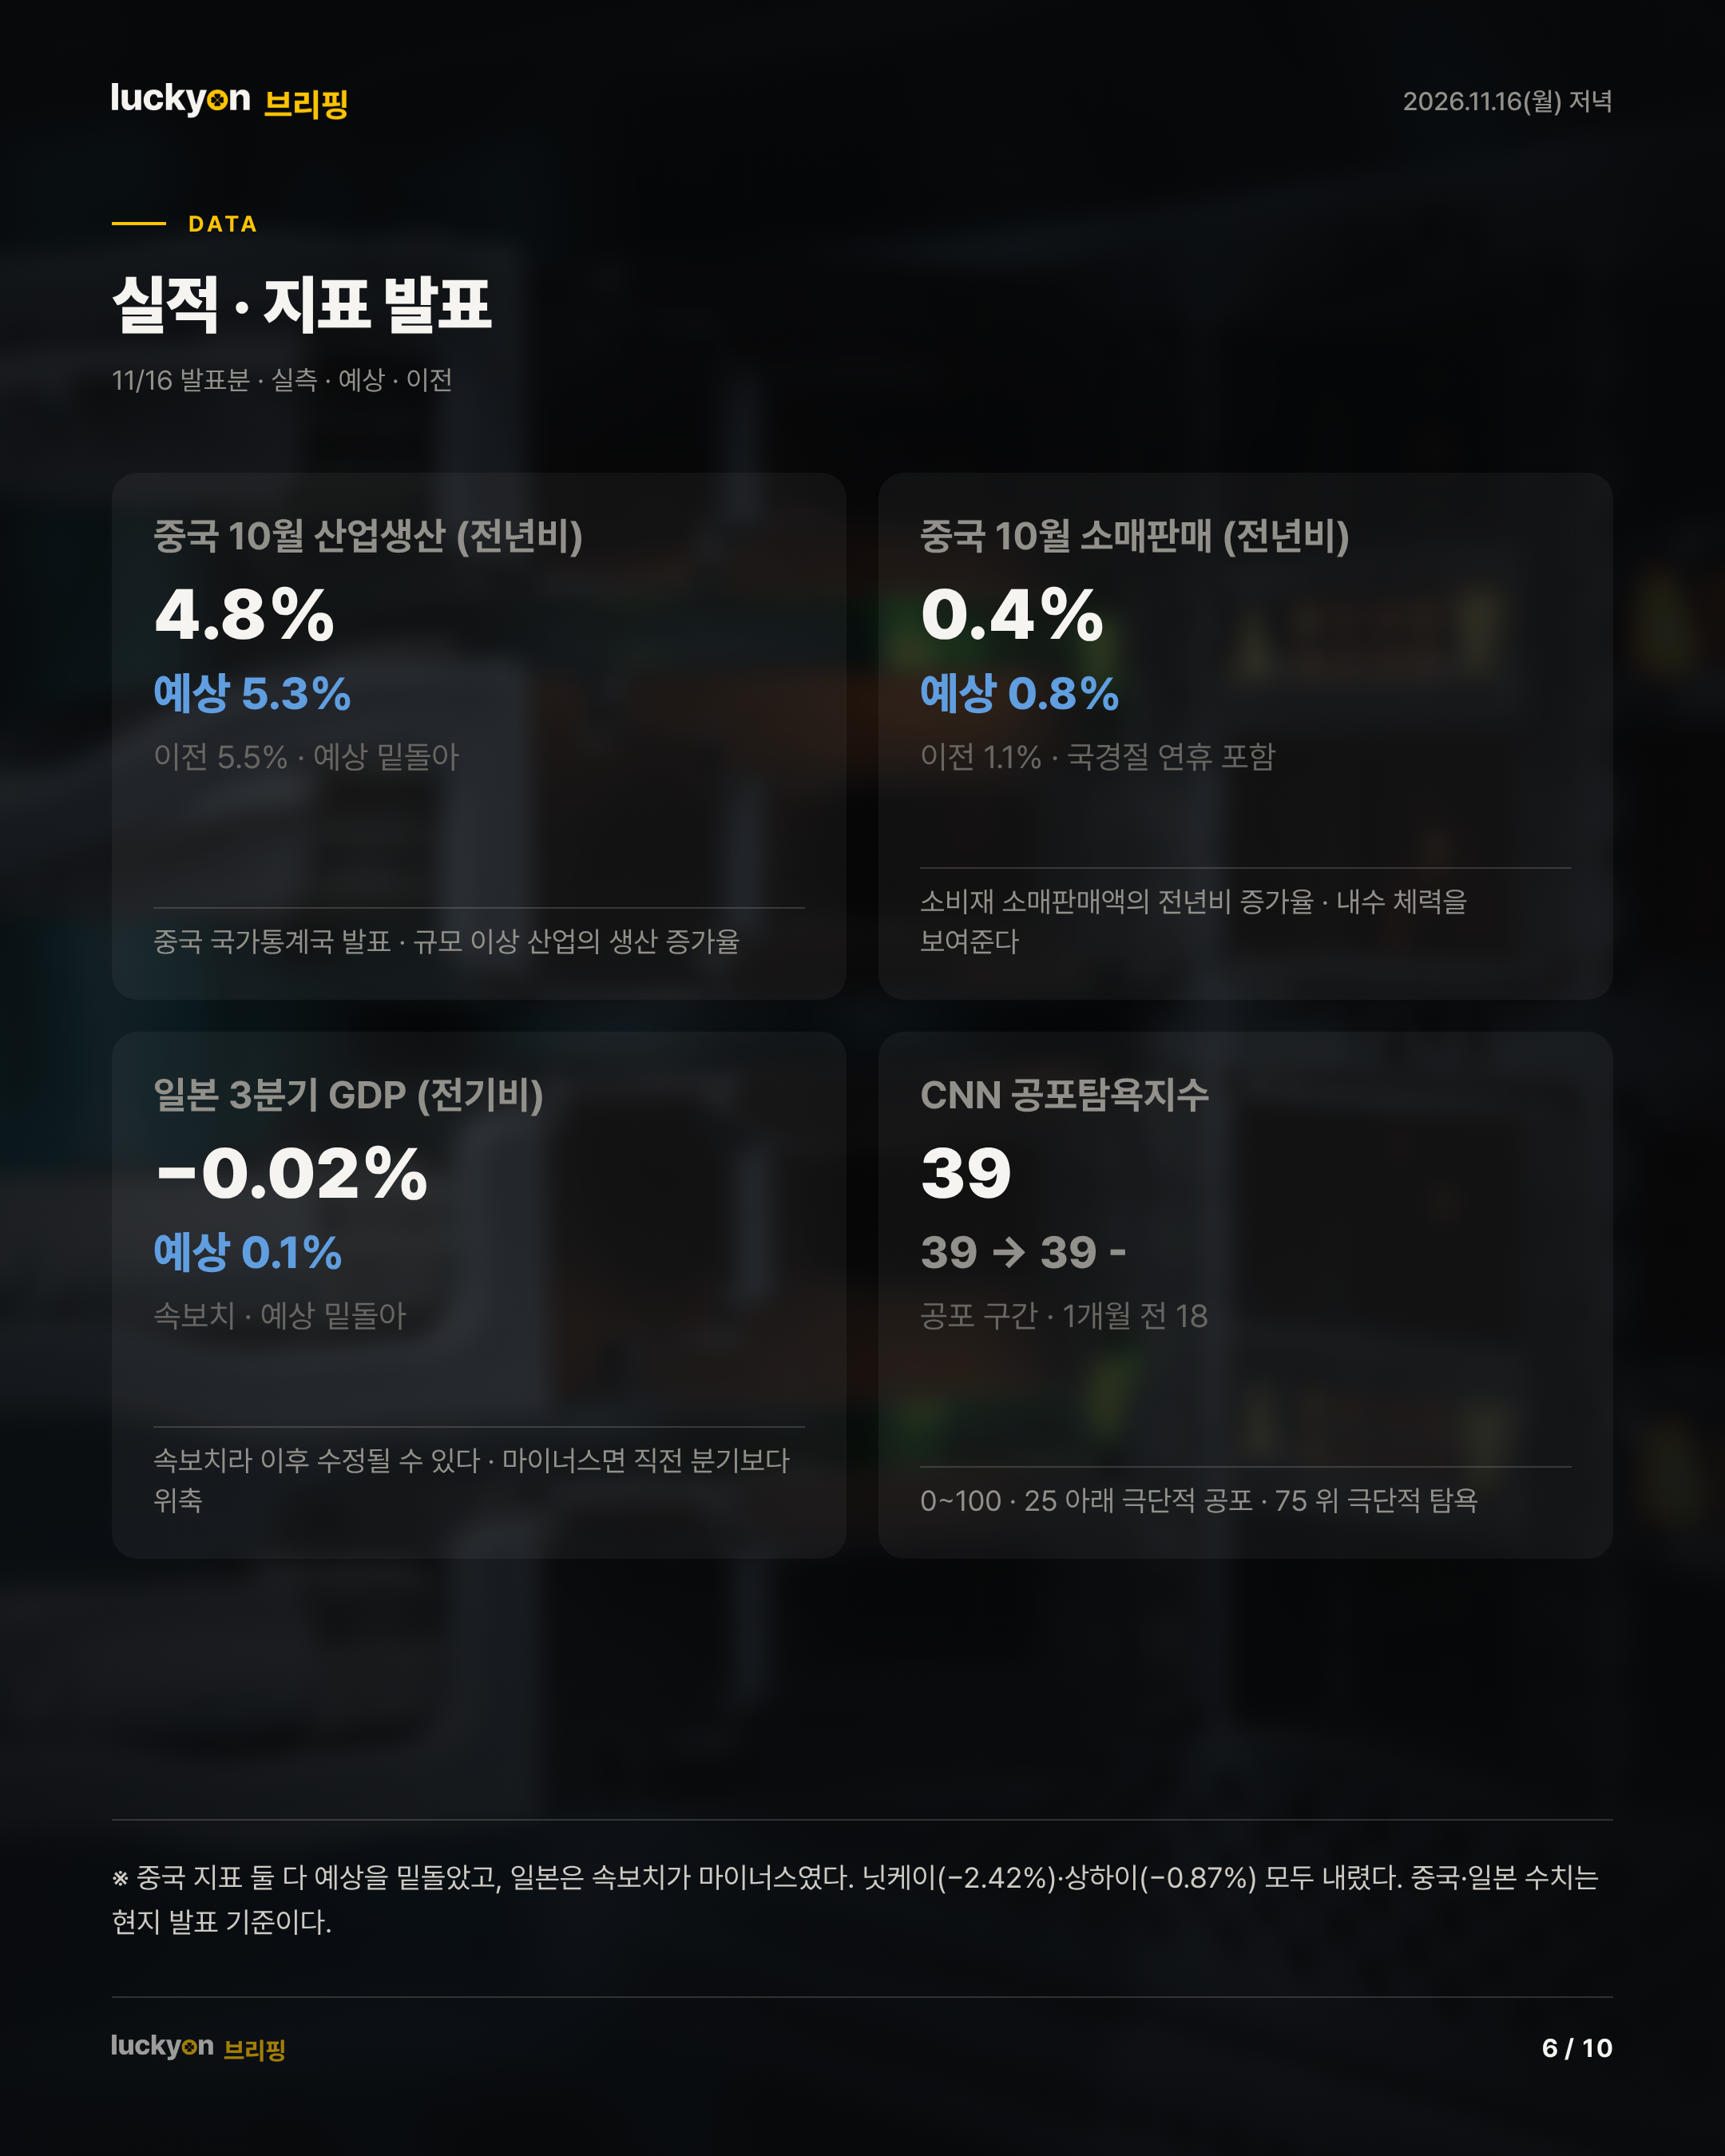 luckyon 브리핑
2026.11.16(월) 저녁
DATA
실적 · 지표 발표
11/16 발표분 · 실측 · 예상 · 이전
중국 10월 산업생산 (전년비)
4.8%
예상 5.3%
이전 5.5% · 예상 밑돌아
중국 국가통계국 발표 · 규모 이상 산업의 생산 증가율
중국 10월 소매판매 (전년비)
0.4%
예상 0.8%
이전 1.1% · 국경절 연휴 포함
소비재 소매판매액의 전년비 증가율 · 내수 체력을
보여준다
일본 3분기 GDP (전기비)
−0.02%
예상 0.1%
속보치 · 예상 밑돌아
속보치라 이후 수정될 수 있다 · 마이너스면 직전 분기보다
위축
CNN 공포탐욕지수
39
39 → 39 -
공포 구간 · 1개월 전 18
0~100 · 25 아래 극단적 공포 · 75 위 극단적 탐욕
※ 중국 지표 둘 다 예상을 밑돌았고, 일본은 속보치가 마이너스였다. 닛케이(−2.42%)·상하이(−0.87%) 모두 내렸다. 중국·일본 수치는
현지 발표 기준이다.
luckyon 브리핑
6 / 10